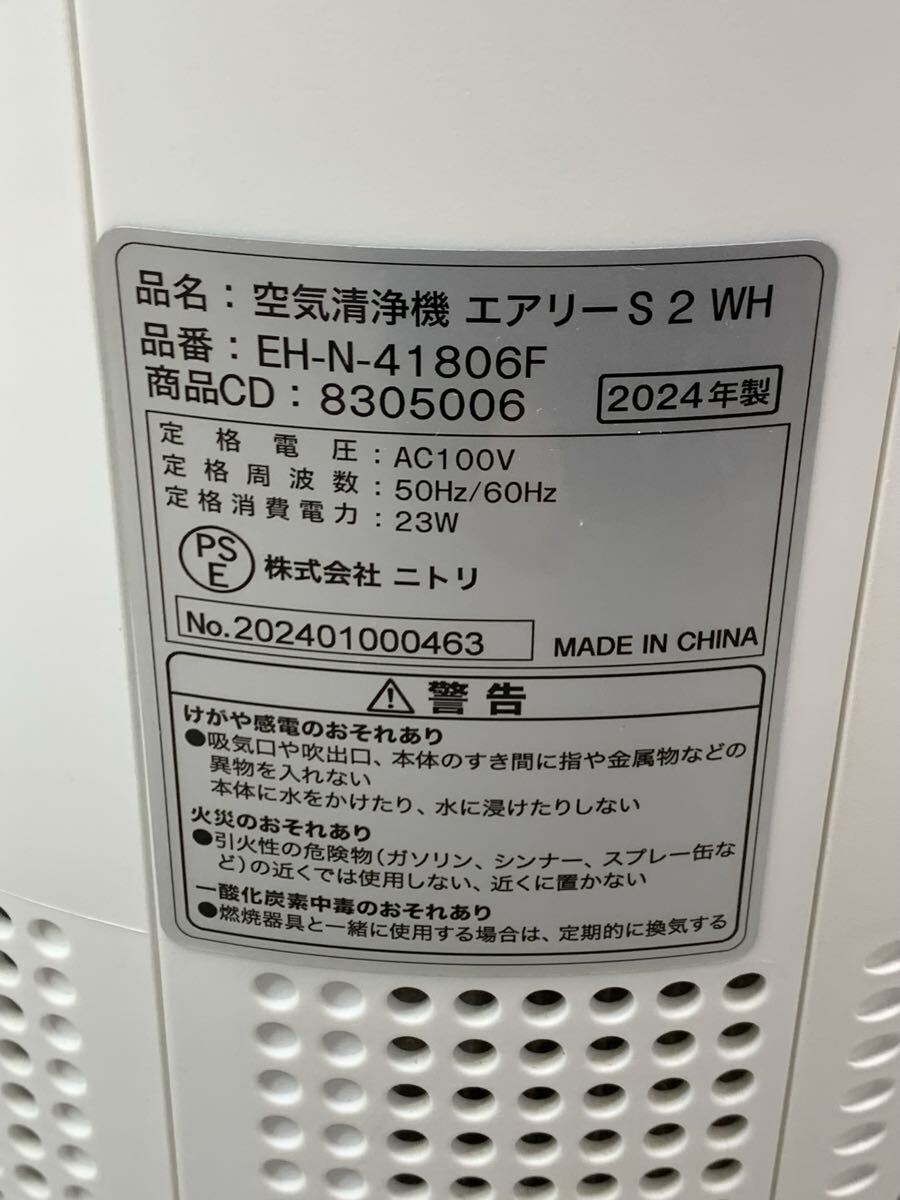 品名：空気清浄機 エアリーS 2 WH
品番：EH-N-41806F
商品CD：8305006
2024年製
定格電圧：AC100V
定格周波数：50Hz/60Hz
定格消費電力：23W
PS
E
株式会社 ニトリ
No.202401000463
MADE IN CHINA
警告
けがや感電のおそれあり
●吸気口や吹出口、本体のすき間に指や金属物などの
異物を入れない
本体に水をかけたり、水に浸けたりしない
火災のおそれあり
●引火性の危険物（ガソリン、シンナー、スプレー缶な
ど）の近くでは使用しない、近くに置かない
一酸化炭素中毒のおそれあり
●燃焼器具と一緒に使用する場合は、定期的に換気する